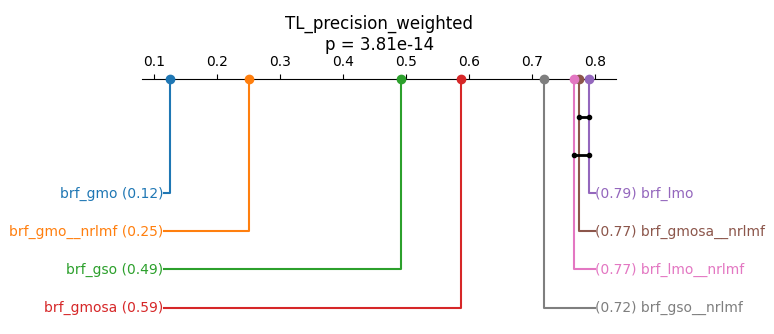 TL_precision_weighted
p = 3.81e-14
0.1 0.2 0.3 0.4 0.5 0.6 0.7 0.8
brf_gmo (0.12) (0.79) brf_lmo
brf_gmo__nrlmf (0.25) (0.77) brf_gmosa__nrlmf
brf_gso (0.49) (0.77) brf_lmo__nrlmf
brf_gmosa (0.59) (0.72) brf_gso__nrlmf